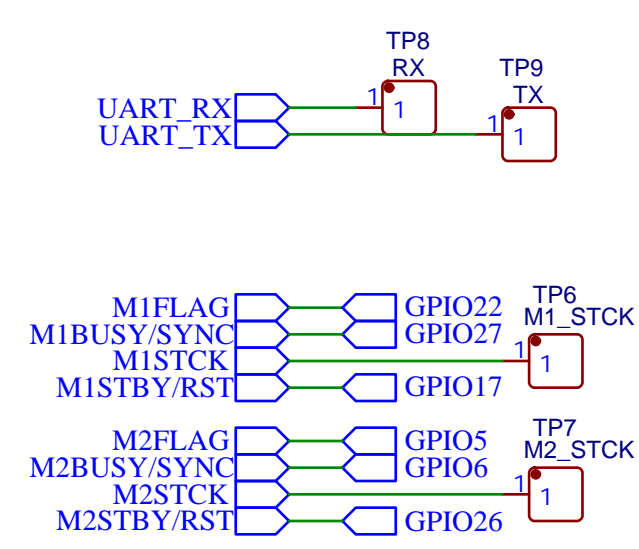 TP8
RX
TP9
TX
UART_RX 1 1
UART_TX 1 1
TP6
M1_STCK
M1FLAG GPIO22
M1BUSY/SYNC GPIO27
M1STCK 1 1
M1STBY/RST GPIO17
TP7
M2_STCK
M2FLAG GPIO5
M2BUSY/SYNC GPIO6
M2STCK 1 1
M2STBY/RST GPIO26